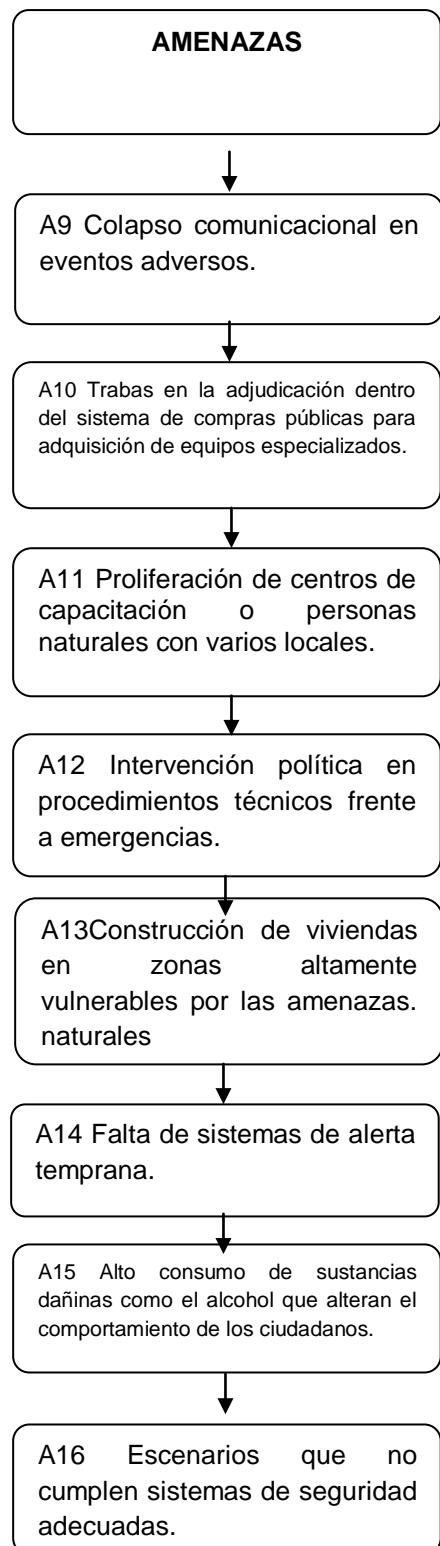 AMENAZAS
A9 Colapso comunicacional en
eventos adversos.
A10 Trabas en la adjudicación dentro
del sistema de compras públicas para
adquisición de equipos especializados.
A11 Proliferación de centros de
capacitación o personas
naturales con varios locales.
A12 Intervención política en
procedimientos técnicos frente
a emergencias.
A13Construcción de viviendas
en zonas altamente
vulnerables por las amenazas.
naturales
A14 Falta de sistemas de alerta
temprana.
A15 Alto consumo de sustancias
dañinas como el alcohol que alteran el
comportamiento de los ciudadanos.
A16 Escenarios que no
cumplen sistemas de seguridad
adecuadas.